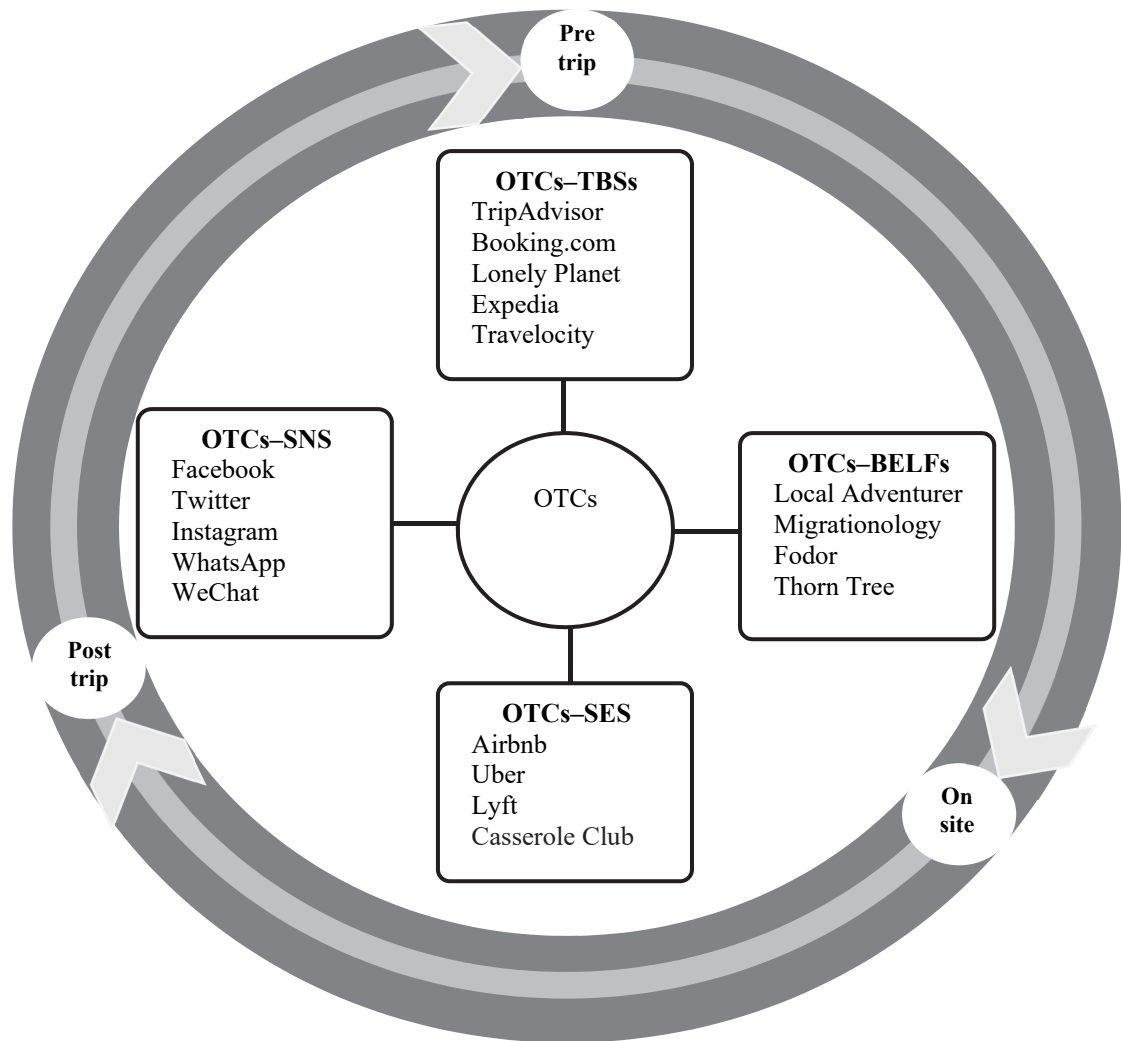 Pre
trip
OTCs–TBSs
TripAdvisor
Booking.com
Lonely Planet
Expedia
Travelocity
OTCs–SNS
Facebook
Twitter
Instagram
WhatsApp
WeChat
OTCs
OTCs–BELFs
Local Adventurer
Migrationology
Fodor
Thorn Tree
Post
trip
OTCs–SES
Airbnb
Uber
Lyft
Casserole Club
On
site